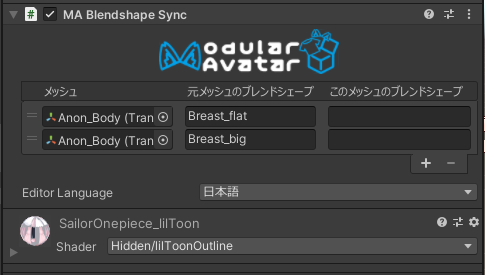 MA Blendshape Sync
Modular
Avatar
メッシュ 元メッシュのブレンドシェープ このメッシュのブレンドシェープ
Anon_Body (Tran Breast_flat
Anon_Body (Tran Breast_big
+ −
Editor Language 日本語
SailorOnepiece_lilToon
Shader Hidden/lilToonOutline